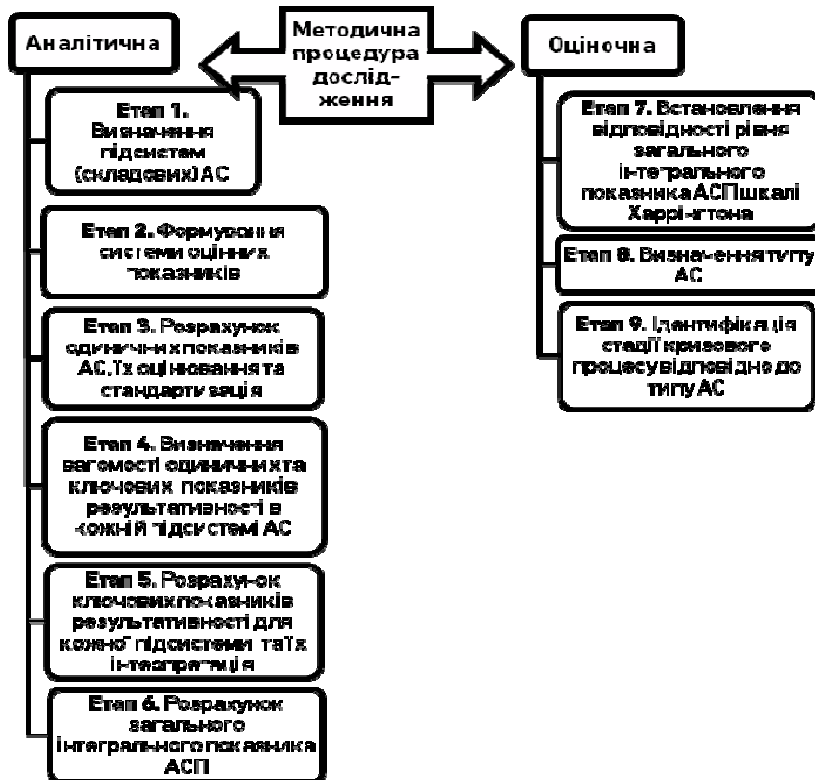 Аналітична
Методична
процедура
дослід-
ження
Оціночна
Етап 1.
Визначення
підсистем
(складових) АС
Етап 2. Формування
системи оцінних
показників
Етап 3. Розрахунок
одиничних показників
АС, їх оцінювання та
стандартизація
Етап 4. Визначення
вагомості одиничних та
ключових показників
результативності в
кожній підсистемі АС
Етап 5. Розрахунок
ключових показників
результативності для
кожної підсистеми та їх
інтерпретація
Етап 6. Розрахунок
загального
інтегрального показника
АСП
Етап 7. Встановлення
відповідності рівня
загального
інтегрального
показника АСП шкалі
Харрінгтона
Етап 8. Визначення типу
АС
Етап 9. Ідентифікація
стадії кризового
процесу відповідно до
типу АС